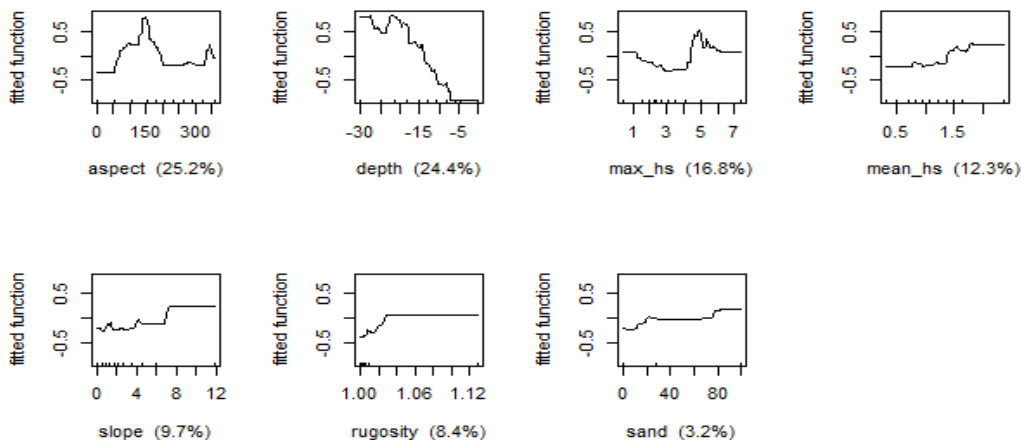 fitted function
0.5
-0.5
0 150 300
aspect (25.2%)
fitted function
0.5
-0.5
-30 -15 -5
depth (24.4%)
fitted function
0.5
-0.5
1 3 5 7
max_hs (16.8%)
fitted function
0.5
-0.5
0.5 1.5
mean_hs (12.3%)
fitted function
0.5
-0.5
0 4 8 12
slope (9.7%)
fitted function
0.5
-0.5
1.00 1.06 1.12
rugosity (8.4%)
fitted function
0.5
-0.5
0 40 80
sand (3.2%)